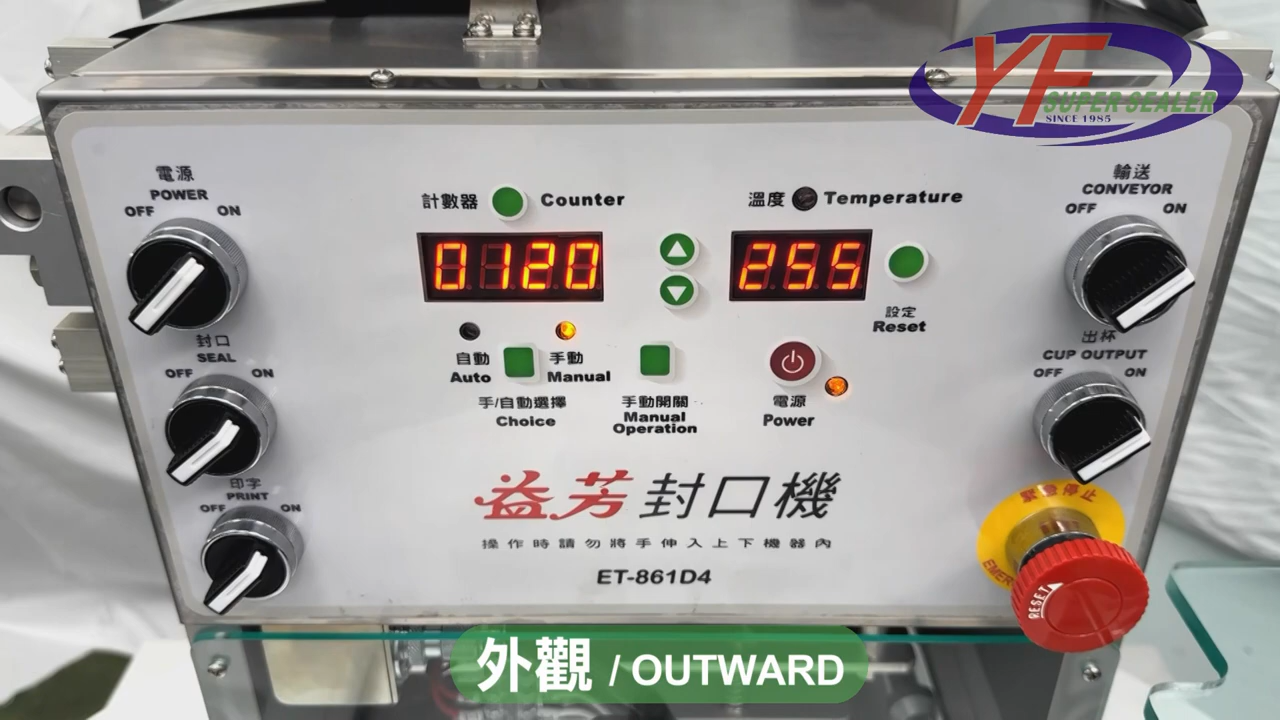 YF
SUPER SEALER
SINCE 1985
電源
POWER
OFF ON
計數器 Counter
0120
溫度 Temperature
255
設定
Reset
輸送
CONVEYOR
OFF ON
封口
SEAL
OFF ON
自動 手動
Auto Manual
手/自動選擇
Choice
手動開關
Manual
Operation
電源
Power
出杯
CUP OUTPUT
OFF ON
印字
PRINT
OFF ON
益芳封口機
操作時請勿將手伸入上下機器內
ET-861D4
緊急停止
RESET
外觀 / OUTWARD